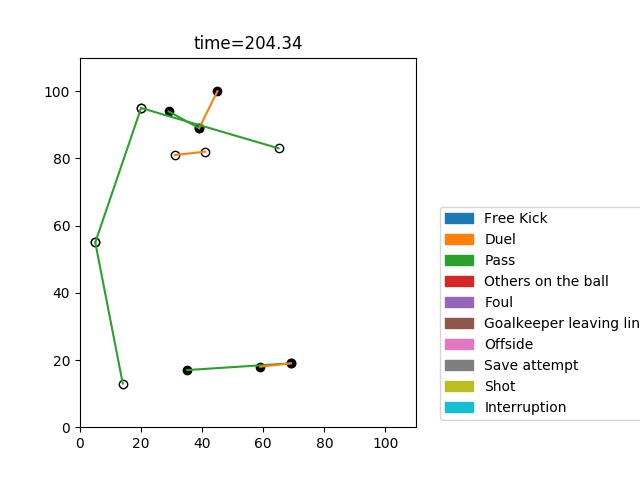 time=204.34
100
80
60
40
20
0
0 20 40 60 80 100
Free Kick
Duel
Pass
Others on the ball
Foul
Goalkeeper leaving lin
Offside
Save attempt
Shot
Interruption